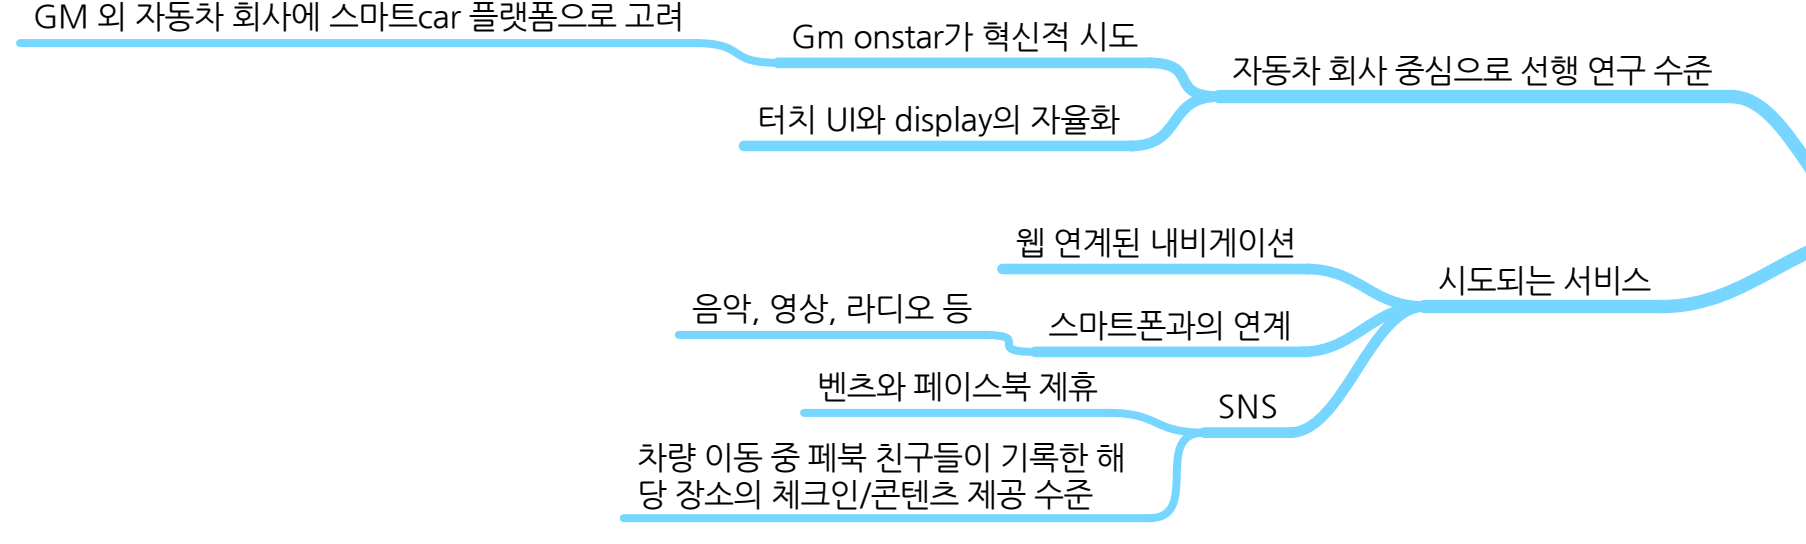 GM 외 자동차 회사에 스마트car 플랫폼으로 고려
Gm onstar가 혁신적 시도
자동차 회사 중심으로 선행 연구 수준
터치 UI와 display의 자율화
웹 연계된 내비게이션
시도되는 서비스
음악, 영상, 라디오 등
스마트폰과의 연계
벤츠와 페이스북 제휴
SNS
차량 이동 중 페북 친구들이 기록한 해
당 장소의 체크인/콘텐츠 제공 수준